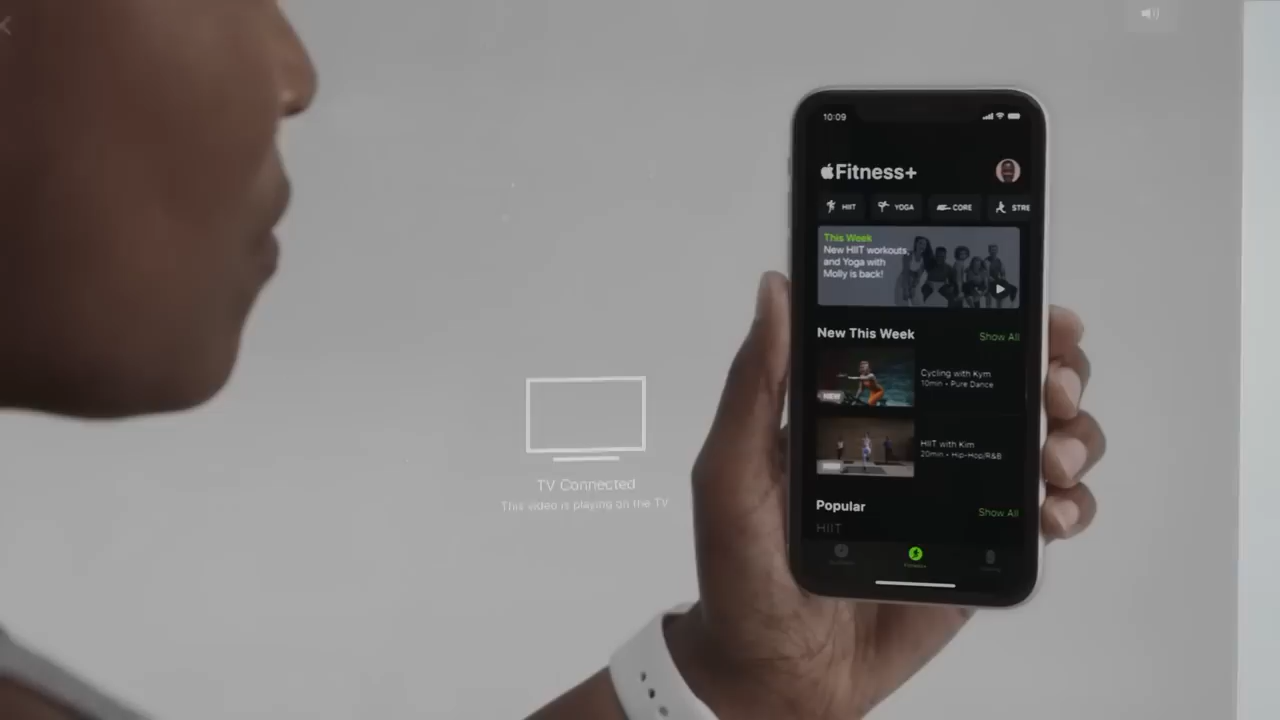 10:09
Fitness+
HIIT
YOGA
CORE
STRE
This Week
New HIIT workouts,
and Yoga with
Molly is back!
New This Week
Show All
Cycling with Kym
10min • Pure Dance
NEW
HIIT with Kim
20min • Hip-Hop/R&B
TV Connected
This video is playing on the TV
Popular
Show All
HIIT